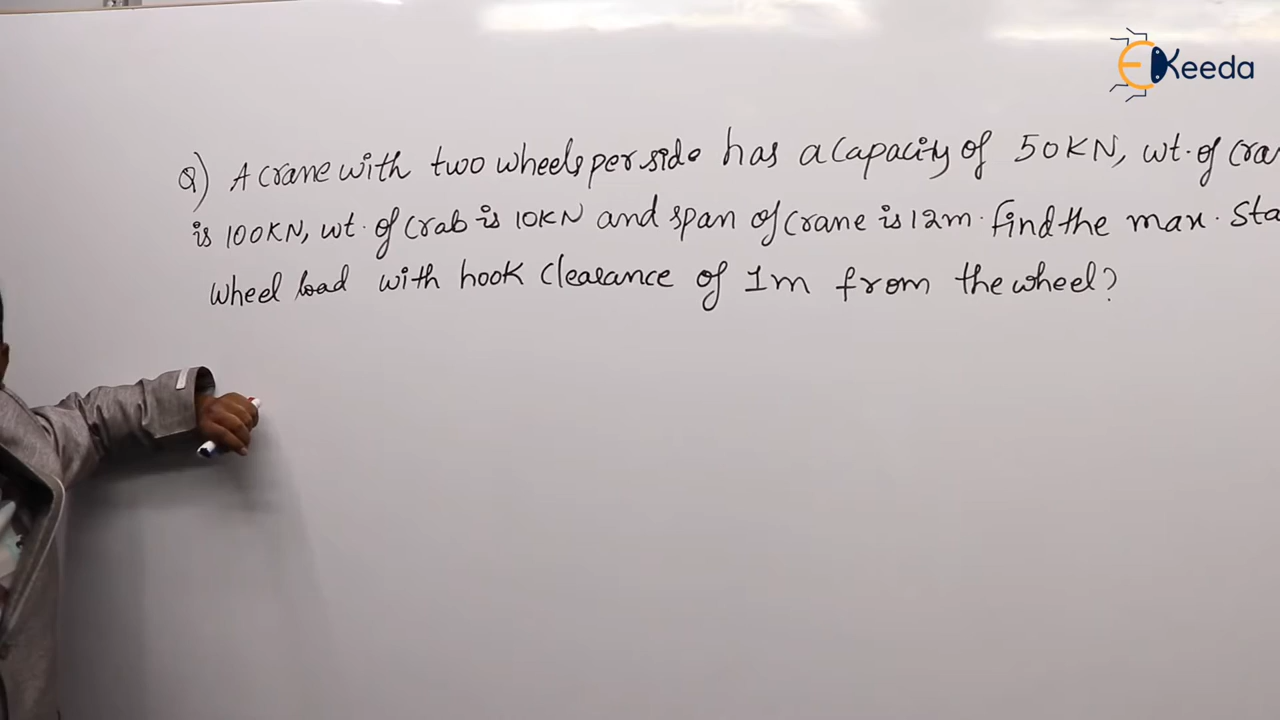 EKeeda
Q) A crane with two wheels per side has a capacity of 50KN, wt. of
is 100KN, wt. of crab is 10KN and span of crane is 12m. find the max.
wheel load with hook clearance of 1m from the wheel?